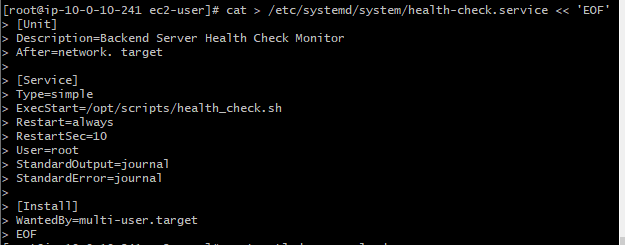 [root@ip-10-0-10-241 ec2-user]# cat > /etc/systemd/system/health-check.service << 'EOF'
> [Unit]
> Description=Backend Server Health Check Monitor
> After=network. target
>
> [Service]
> Type=simple
> ExecStart=/opt/scripts/health_check.sh
> Restart=always
> RestartSec=10
> User=root
> StandardOutput=journal
> StandardError=journal
>
> [Install]
> WantedBy=multi-user.target
> EOF